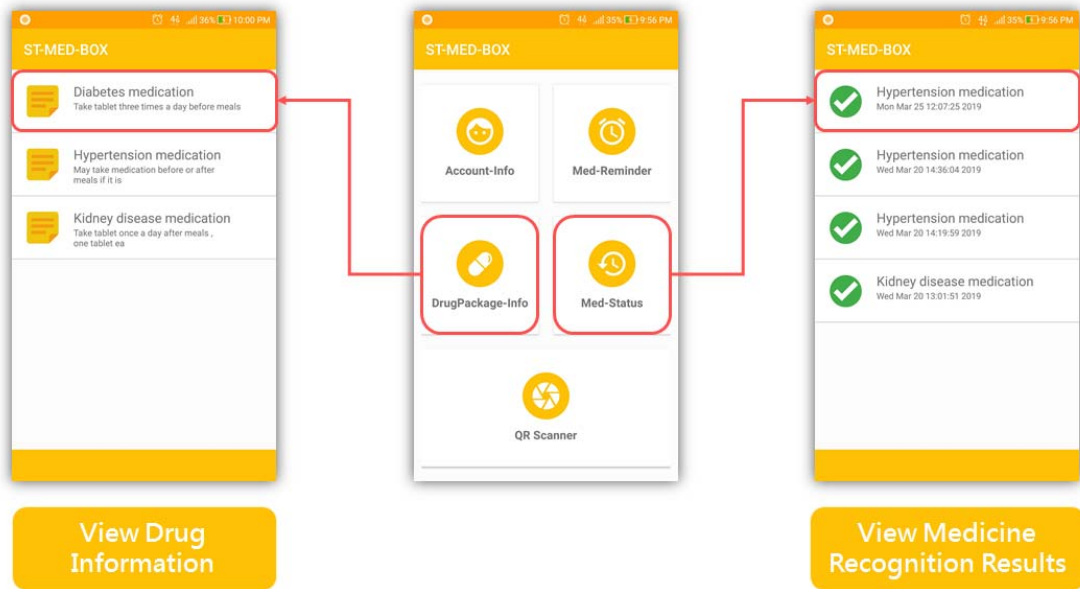 36% 10:00 PM
ST-MED-BOX
Diabetes medication
Take tablet three times a day before meals
Hypertension medication
May take medication before or after
meals if it is
Kidney disease medication
Take tablet once a day after meals ,
one tablet ea
View Drug
Information
35% 9:56 PM
ST-MED-BOX
Account-Info
Med-Reminder
DrugPackage-Info
Med-Status
QR Scanner
35% 9:56 PM
ST-MED-BOX
Hypertension medication
Mon Mar 25 12:07:25 2019
Hypertension medication
Wed Mar 20 14:36:04 2019
Hypertension medication
Wed Mar 20 14:19:59 2019
Kidney disease medication
Wed Mar 20 13:01:51 2019
View Medicine
Recognition Results